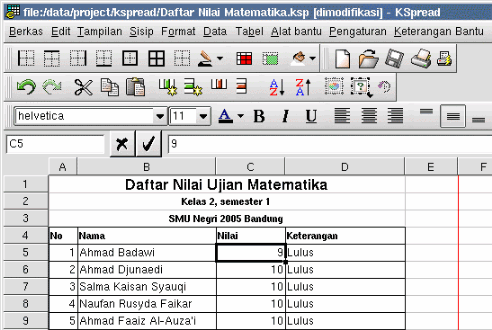 file:/data/project/kspread/Daftar Nilai Matematika.ksp [dimodifikasi] - KSpread
Berkas Edit Tampilan Sisip Format Data Tabel Alat bantu Pengaturan Keterangan Bantu
helvetica 11 A B I U
C5 9
A B C D E F
1 Daftar Nilai Ujian Matematika
2 Kelas 2, semester 1
3 SMU Negri 2005 Bandung
4 No Nama Nilai Keterangan
5 1 Ahmad Badawi 9 Lulus
6 2 Ahmad Djunaedi 10 Lulus
7 3 Salma Kaisan Syauqi 10 Lulus
8 4 Naufan Rusyda Faikar 10 Lulus
9 5 Ahmad Faaiz Al-Auza'i 10 Lulus